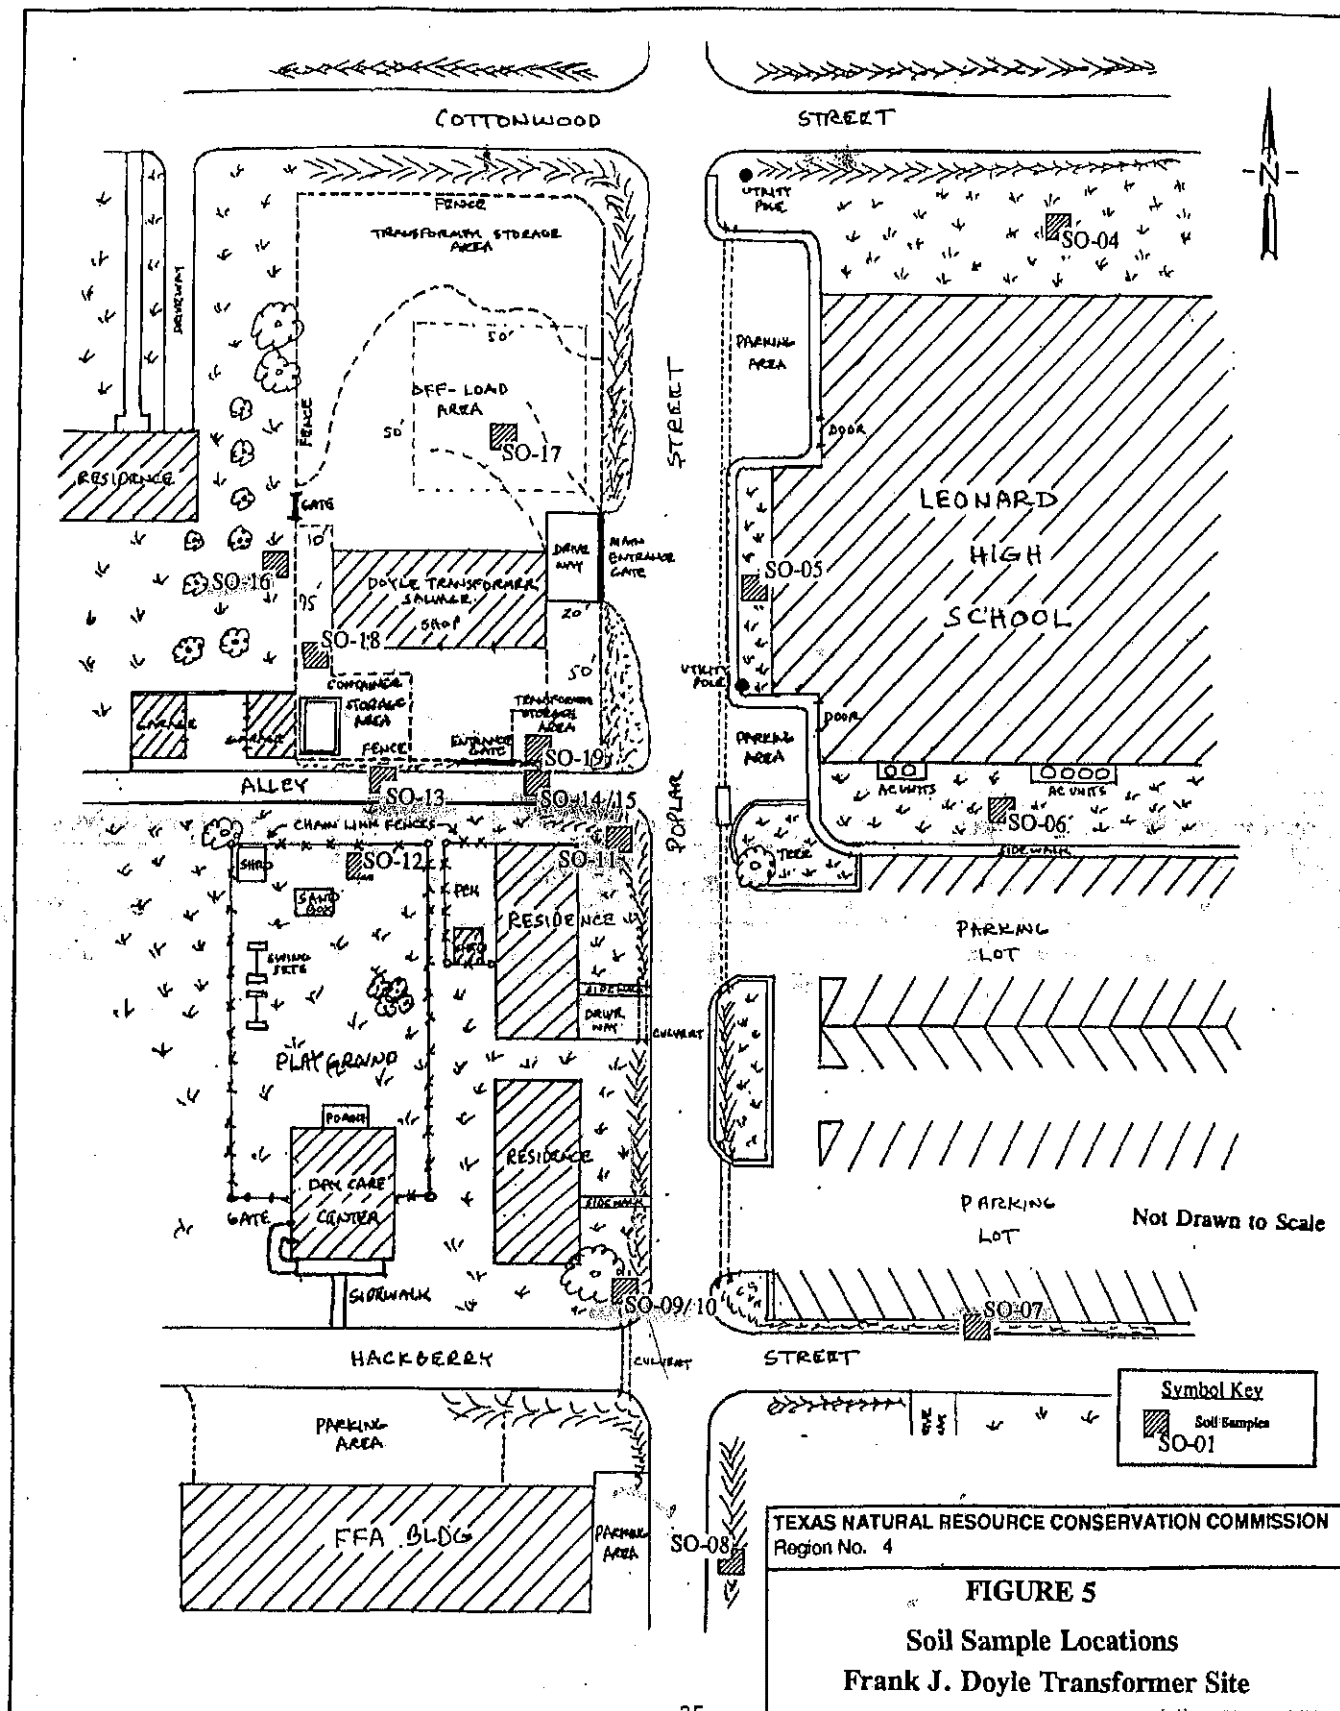 COTTONWOOD STREET
N
UTILITY
POLE
SO-04
FENCE
TRANSFORMER STORAGE
AREA
DRIVEWAY
50'
PARKING
AREA
OFF-LOAD
AREA
STREET
FENCE
50'
DOOR
SO-17
RESIDENCE
GATE
LEONARD
HIGH
SCHOOL
10'
DRIVE
WAY
MAIN
ENTRANCE
GATE
SO-16
DOYLE TRANSFORMER
SHOP
SO-05
75
20'
SO-18
50'
UTILITY
POLE
CONTAINER
STORAGE
AREA
TRANSFORMER
STORAGE
AREA
DOOR
GARAGE
GARAGE
FENCE
ENTRANCE
GATE
SO-19
PARKING
AREA
ALLEY
SO-13
SO-14/15
AC UNITS
AC UNITS
POPLAR
SO-06
CHAIN LINK FENCES
SO-11
SIDEWALK
TREE
SHED
SO-12
PEN
SAND
BOX
RESIDENCE
SHED
PARKING
LOT
SWING
SETS
SIDEWALK
DRIVE
WAY
CULVERT
PLAYGROUND
PORCH
RESIDENCE
DAY CARE
CENTER
SIDEWALK
GATE
PARKING
LOT
Not Drawn to Scale
SIDEWALK
SO-09/10
SO-07
HACKBERRY STREET
CULVERT
Symbol Key
Soil Samples
SO-01
PARKING
AREA
FFA BLDG
PARKING
AREA
SO-08
TEXAS NATURAL RESOURCE CONSERVATION COMMISSION
Region No. 4
FIGURE 5
Soil Sample Locations
Frank J. Doyle Transformer Site